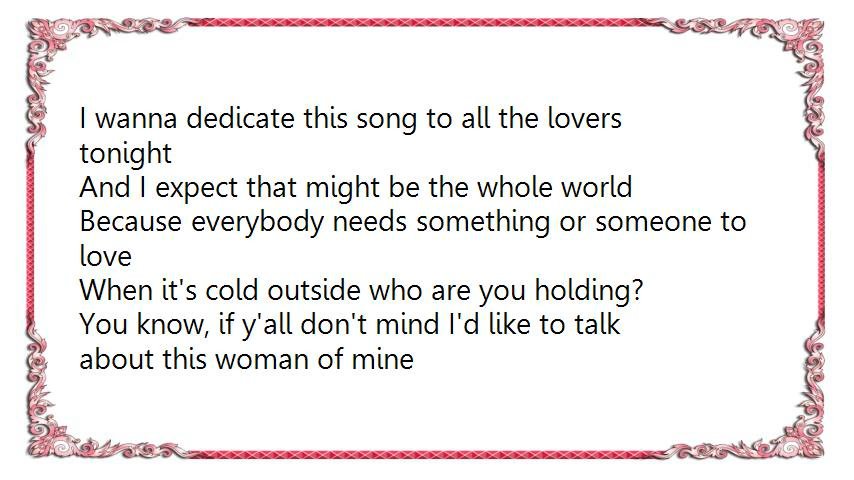 I wanna dedicate this song to all the lovers
tonight
And I expect that might be the whole world
Because everybody needs something or someone to
love
When it's cold outside who are you holding?
You know, if y'all don't mind I'd like to talk
about this woman of mine